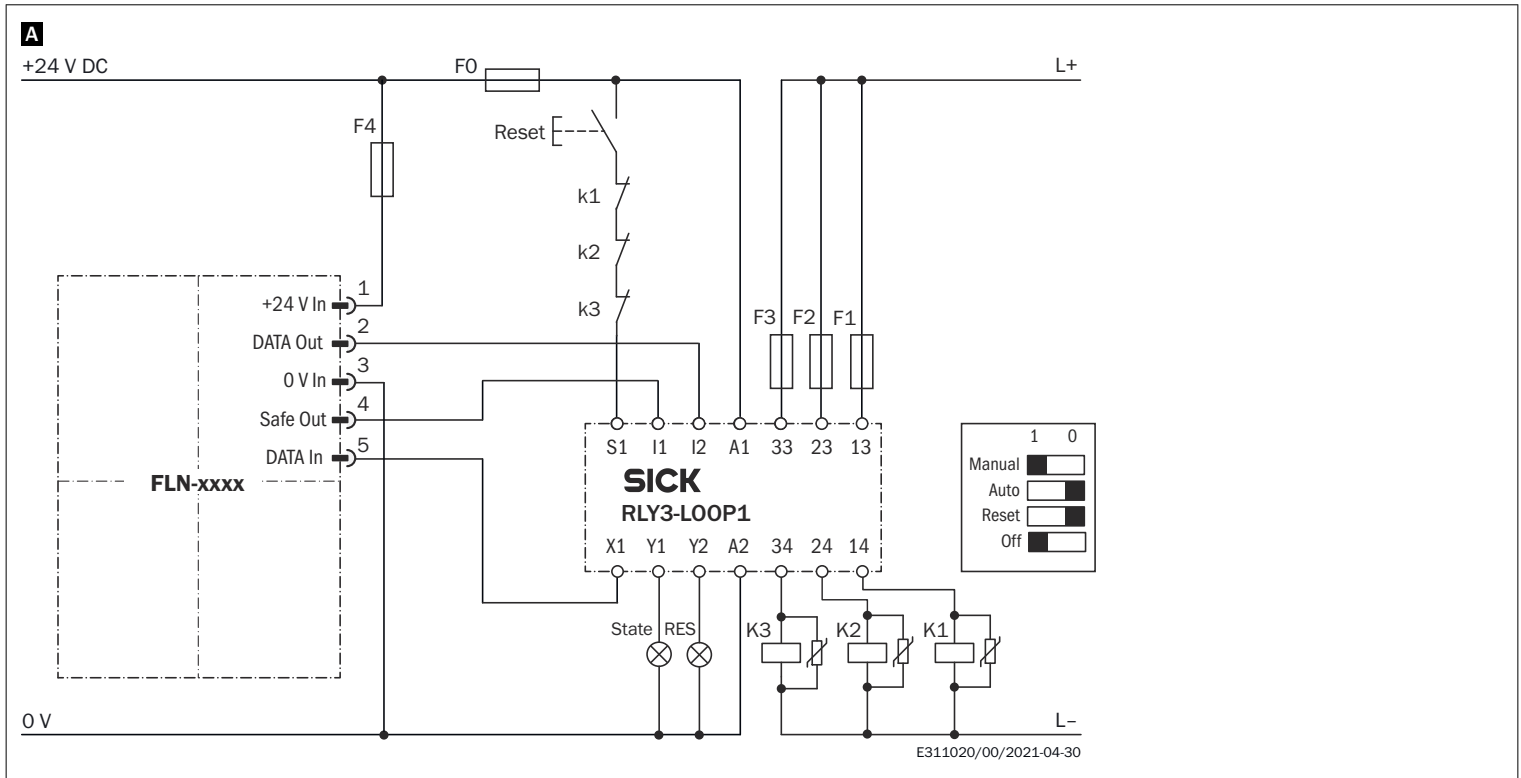 A
+24 V DC
F0
L+
F4
Reset
k1
k2
k3
F3 F2 F1
+24 V In 1
DATA Out 2
0 V In 3
Safe Out 4
DATA In 5
FLN-xxxx
S1 I1 I2 A1 33 23 13
SICK
RLY3-LOOP1
X1 Y1 Y2 A2 34 24 14
1 0
Manual
Auto
Reset
Off
State RES K3 K2 K1
0 V
L–
E311020/00/2021-04-30